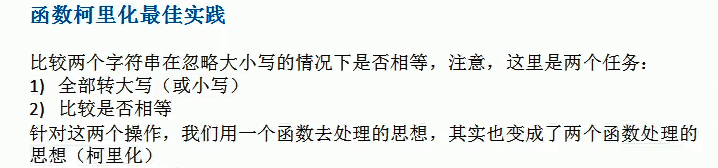 函数柯里化最佳实践
比较两个字符串在忽略大小写的情况下是否相等，注意，这里是两个任务：
1) 全部转大写（或小写）
2) 比较是否相等
针对这两个操作，我们用一个函数去处理的思想，其实也变成了两个函数处理的
思想（柯里化）